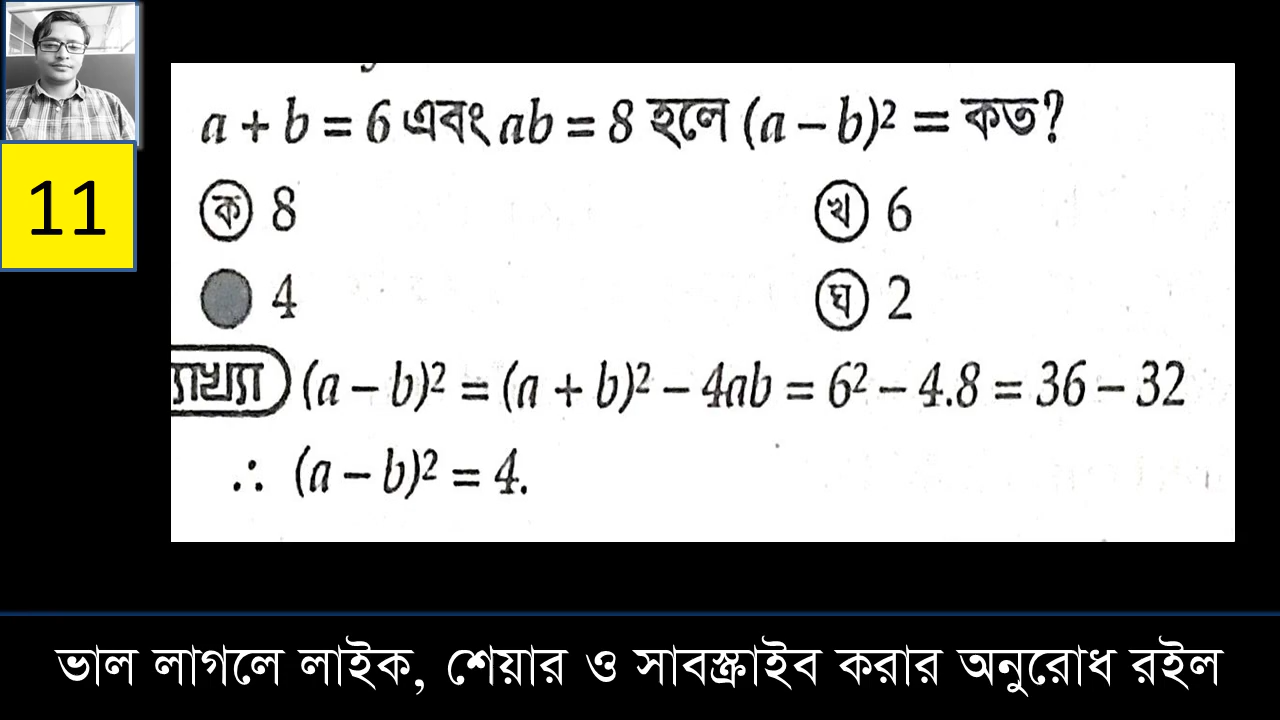 11
a + b = 6 এবং ab = 8 হলে (a – b)² = কত?
ক 8
খ 6
4
ঘ 2
(a – b)² = (a + b)² – 4ab = 6² – 4.8 = 36 – 32
∴ (a – b)² = 4.
ভাল লাগলে লাইক, শেয়ার ও সাবস্ক্রাইব করার অনুরোধ রইল